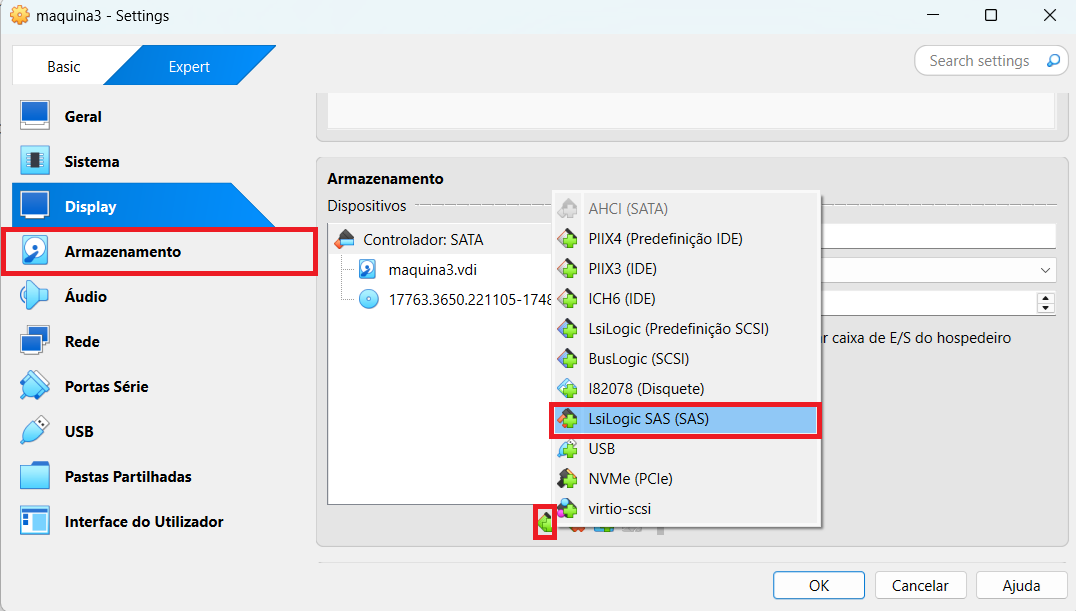 maquina3 - Settings
Basic
Expert
Search settings
Geral
Sistema
Display
Armazenamento
Áudio
Rede
Portas Série
USB
Pastas Partilhadas
Interface do Utilizador
Armazenamento
Dispositivos
Controlador: SATA
maquina3.vdi
17763.3650.221105-1748
AHCI (SATA)
PIIX4 (Predefinição IDE)
PIIX3 (IDE)
ICH6 (IDE)
LsiLogic (Predefinição SCSI)
BusLogic (SCSI)
I82078 (Disquete)
LsiLogic SAS (SAS)
USB
NVMe (PCIe)
virtio-scsi
r caixa de E/S do hospedeiro
OK
Cancelar
Ajuda